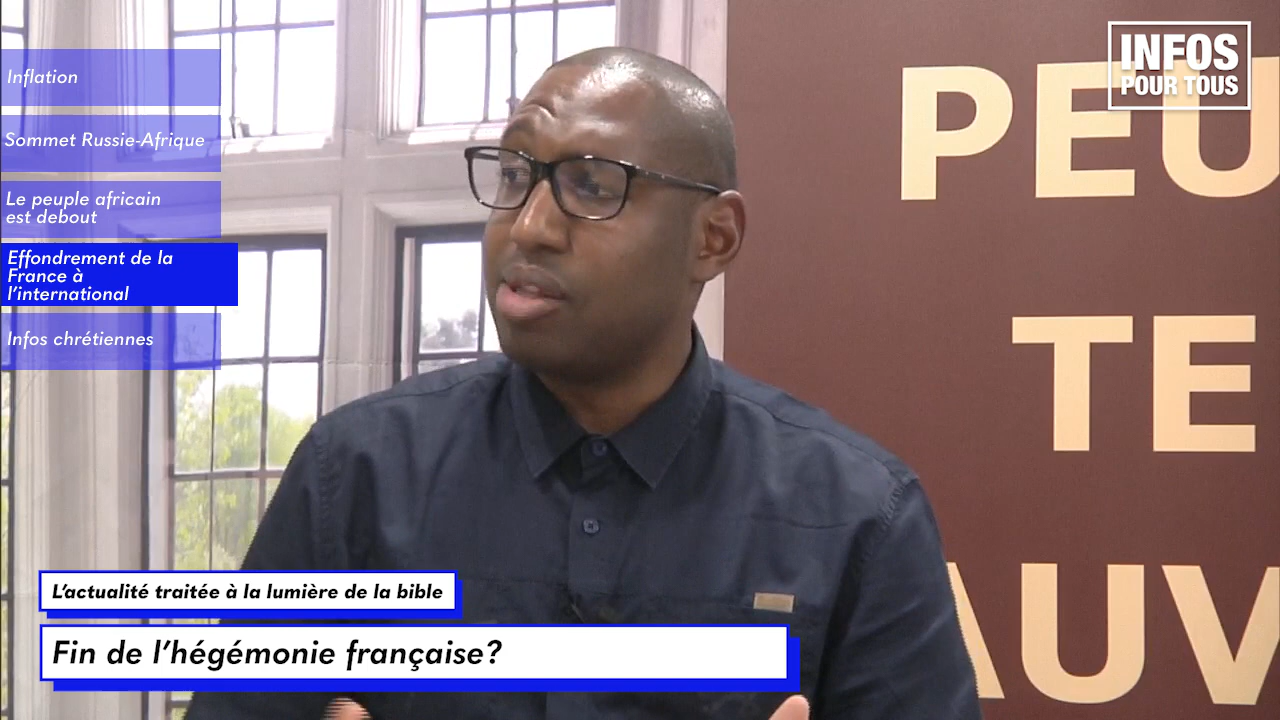 Inflation
Sommet Russie-Afrique
Le peuple africain
est debout
Effondrement de la
France à
l'international
Infos chrétiennes
INFOS
POUR TOUS
PEU
TE
AUV
L'actualité traitée à la lumière de la bible
Fin de l'hégémonie française?